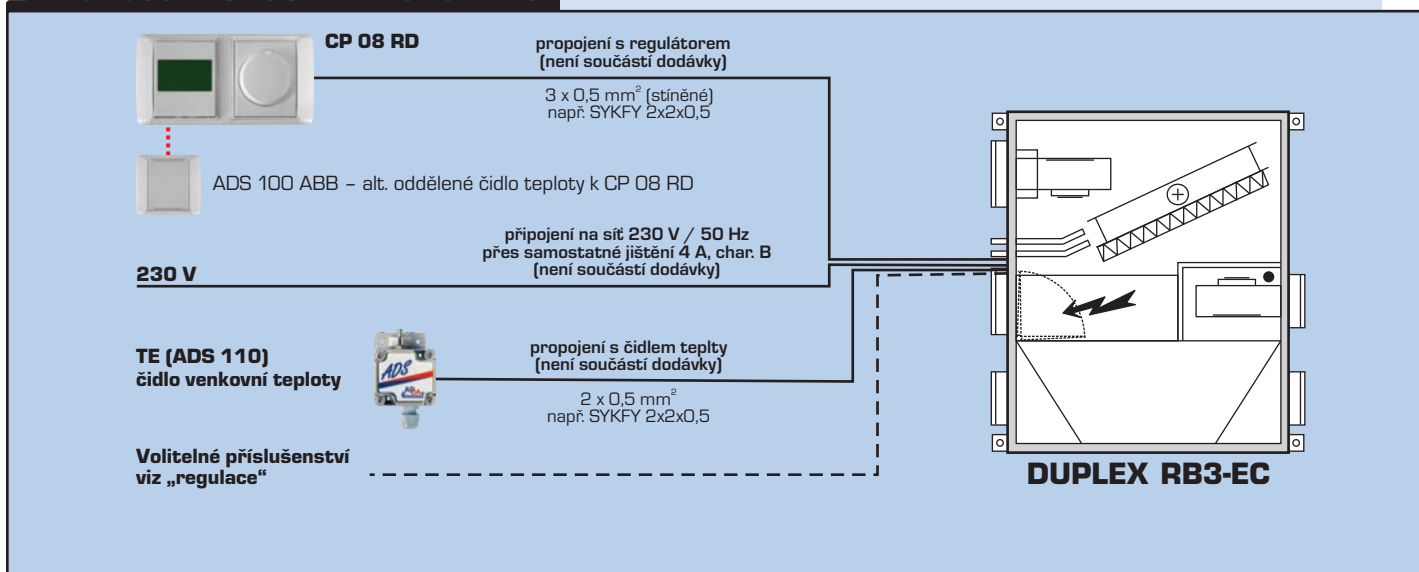 CP 08 RD
propojení s regulátorem
(není součástí dodávky)
3 x 0,5 mm² (stíněné)
např. SYKFY 2x2x0,5
ADS 100 ABB – alt. oddělené čidlo teploty k CP 08 RD
připojení na síť 230 V / 50 Hz
přes samostatné jištění 4 A, char. B
(není součástí dodávky)
230 V
TE (ADS 110)
čidlo venkovní teploty
ADS
propojení s čidlem teplty
(není součástí dodávky)
2 x 0,5 mm²
např. SYKFY 2x2x0,5
Volitelné příslušenství
viz „regulace“
DUPLEX RB3-EC